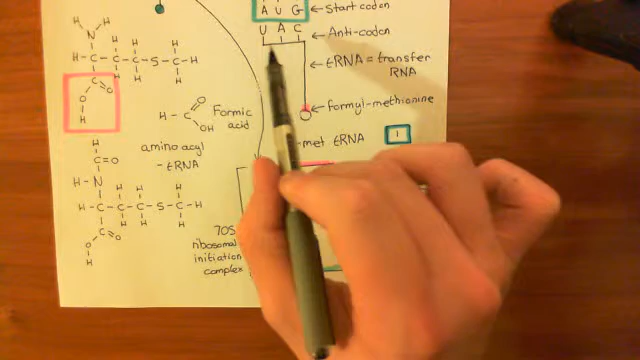 A U G ← Start codon
U A C ← Anti-codon
← tRNA = transfer
RNA
← formyl-methionine
-met tRNA 1
H H
N
H H H
H-C-C-C-S-C-H
H H H
C=O
O
H
H-C=O
OH
Formic
acid
amino acyl
-tRNA
H
C=O
H-N
H H H
H-C-C-C-S-C-H
H H H
C=O
O
H
70S
ribosomal
initiation
complex